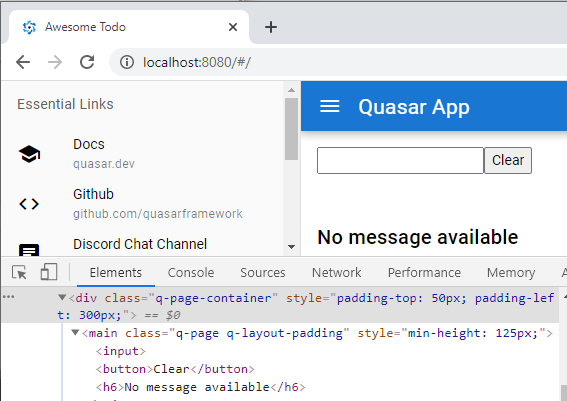 Awesome Todo
localhost:8080/#/
Essential Links
Docs
quasar.dev
Github
github.com/quasarframework
Discord Chat Channel
Quasar App
Clear
No message available
Elements Console Sources Network Performance Memory
<div class="q-page-container" style="padding-top: 50px; padding-lef
t: 300px;"> == $0
<main class="q-page q-layout-padding" style="min-height: 125px;">
<input>
<button>Clear</button>
<h6>No message available</h6>